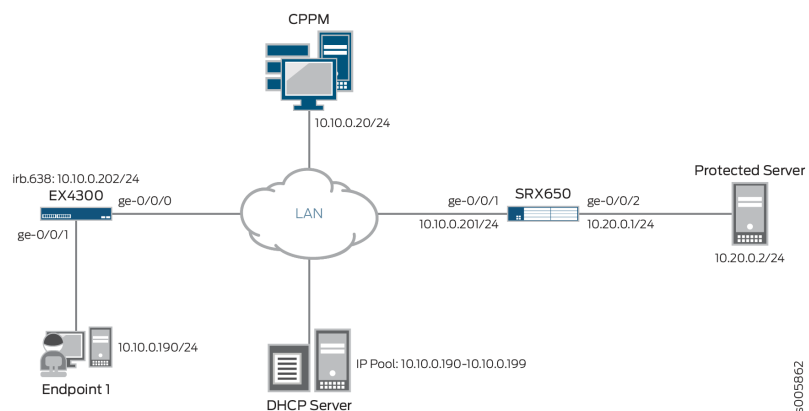 CPPM
10.10.0.20/24
irb.638: 10.10.0.202/24
EX4300
ge-0/0/0
ge-0/0/1
LAN
ge-0/0/1
SRX650
ge-0/0/2
10.10.0.201/24
10.20.0.1/24
Protected Server
10.20.0.2/24
10.10.0.190/24
Endpoint 1
IP Pool: 10.10.0.190-10.10.0.199
DHCP Server